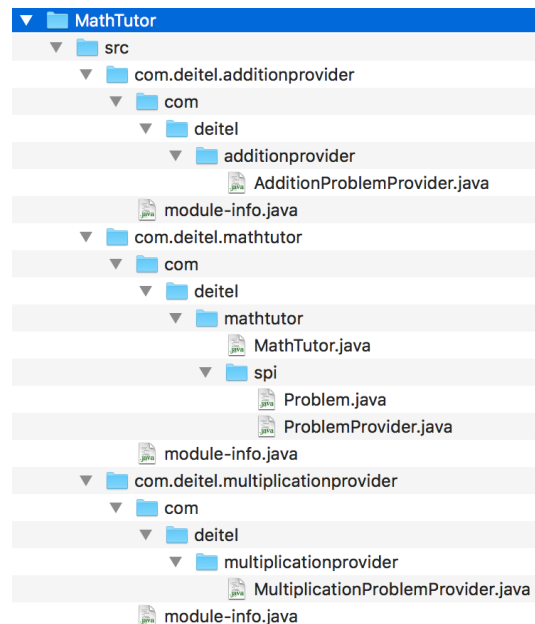 MathTutor
src
com.deitel.additionprovider
com
deitel
additionprovider
AdditionProblemProvider.java
module-info.java
com.deitel.mathtutor
com
deitel
mathtutor
MathTutor.java
spi
Problem.java
ProblemProvider.java
module-info.java
com.deitel.multiplicationprovider
com
deitel
multiplicationprovider
MultiplicationProblemProvider.java
module-info.java